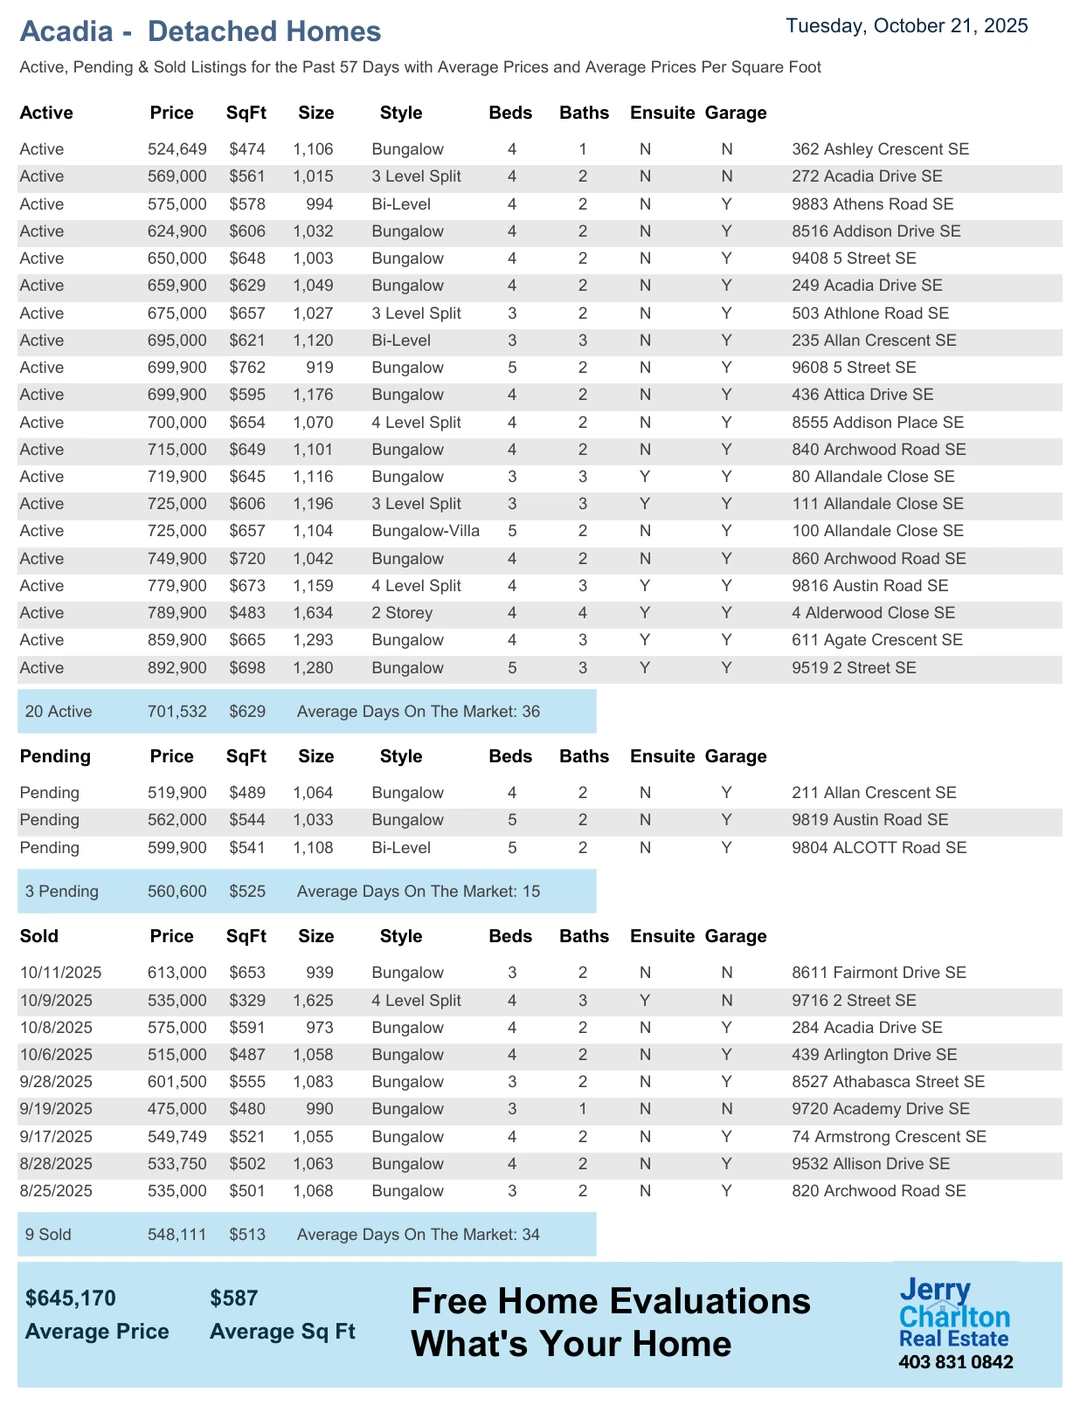 Acadia - Detached Homes
Tuesday, October 21, 2025
Active, Pending & Sold Listings for the Past 57 Days with Average Prices and Average Prices Per Square Foot
Active Price SqFt Size Style Beds Baths Ensuite Garage
Active 524,649 $474 1,106 Bungalow 4 1 N N 362 Ashley Crescent SE
Active 569,000 $561 1,015 3 Level Split 4 2 N N 272 Acadia Drive SE
Active 575,000 $578 994 Bi-Level 4 2 N Y 9883 Athens Road SE
Active 624,900 $606 1,032 Bungalow 4 2 N Y 8516 Addison Drive SE
Active 650,000 $648 1,003 Bungalow 4 2 N Y 9408 5 Street SE
Active 659,900 $629 1,049 Bungalow 4 2 N Y 249 Acadia Drive SE
Active 675,000 $657 1,027 3 Level Split 3 2 N Y 503 Athlone Road SE
Active 695,000 $621 1,120 Bi-Level 3 3 N Y 235 Allan Crescent SE
Active 699,900 $762 919 Bungalow 5 2 N Y 9608 5 Street SE
Active 699,900 $595 1,176 Bungalow 4 2 N Y 436 Attica Drive SE
Active 700,000 $654 1,070 4 Level Split 4 2 N Y 8555 Addison Place SE
Active 715,000 $649 1,101 Bungalow 4 2 N Y 840 Archwood Road SE
Active 719,900 $645 1,116 Bungalow 3 3 Y Y 80 Allandale Close SE
Active 725,000 $606 1,196 3 Level Split 3 3 Y Y 111 Allandale Close SE
Active 725,000 $657 1,104 Bungalow-Villa 5 2 N Y 100 Allandale Close SE
Active 749,900 $720 1,042 Bungalow 4 2 N Y 860 Archwood Road SE
Active 779,900 $673 1,159 4 Level Split 4 3 Y Y 9816 Austin Road SE
Active 789,900 $483 1,634 2 Storey 4 4 Y Y 4 Alderwood Close SE
Active 859,900 $665 1,293 Bungalow 4 3 Y Y 611 Agate Crescent SE
Active 892,900 $698 1,280 Bungalow 5 3 Y Y 9519 2 Street SE
20 Active 701,532 $629 Average Days On The Market: 36
Pending Price SqFt Size Style Beds Baths Ensuite Garage
Pending 519,900 $489 1,064 Bungalow 4 2 N Y 211 Allan Crescent SE
Pending 562,000 $544 1,033 Bungalow 5 2 N Y 9819 Austin Road SE
Pending 599,900 $541 1,108 Bi-Level 5 2 N Y 9804 ALCOTT Road SE
3 Pending 560,600 $525 Average Days On The Market: 15
Sold Price SqFt Size Style Beds Baths Ensuite Garage
10/11/2025 613,000 $653 939 Bungalow 3 2 N N 8611 Fairmont Drive SE
10/9/2025 535,000 $329 1,625 4 Level Split 4 3 Y N 9716 2 Street SE
10/8/2025 575,000 $591 973 Bungalow 4 2 N Y 284 Acadia Drive SE
10/6/2025 515,000 $487 1,058 Bungalow 4 2 N Y 439 Arlington Drive SE
9/28/2025 601,500 $555 1,083 Bungalow 3 2 N Y 8527 Athabasca Street SE
9/19/2025 475,000 $480 990 Bungalow 3 1 N N 9720 Academy Drive SE
9/17/2025 549,749 $521 1,055 Bungalow 4 2 N Y 74 Armstrong Crescent SE
8/28/2025 533,750 $502 1,063 Bungalow 4 2 N Y 9532 Allison Drive SE
8/25/2025 535,000 $501 1,068 Bungalow 3 2 N Y 820 Archwood Road SE
9 Sold 548,111 $513 Average Days On The Market: 34
$645,170 $587
Average Price Average Sq Ft
Free Home Evaluations
What's Your Home
Jerry
Charlton
Real Estate
403 831 0842